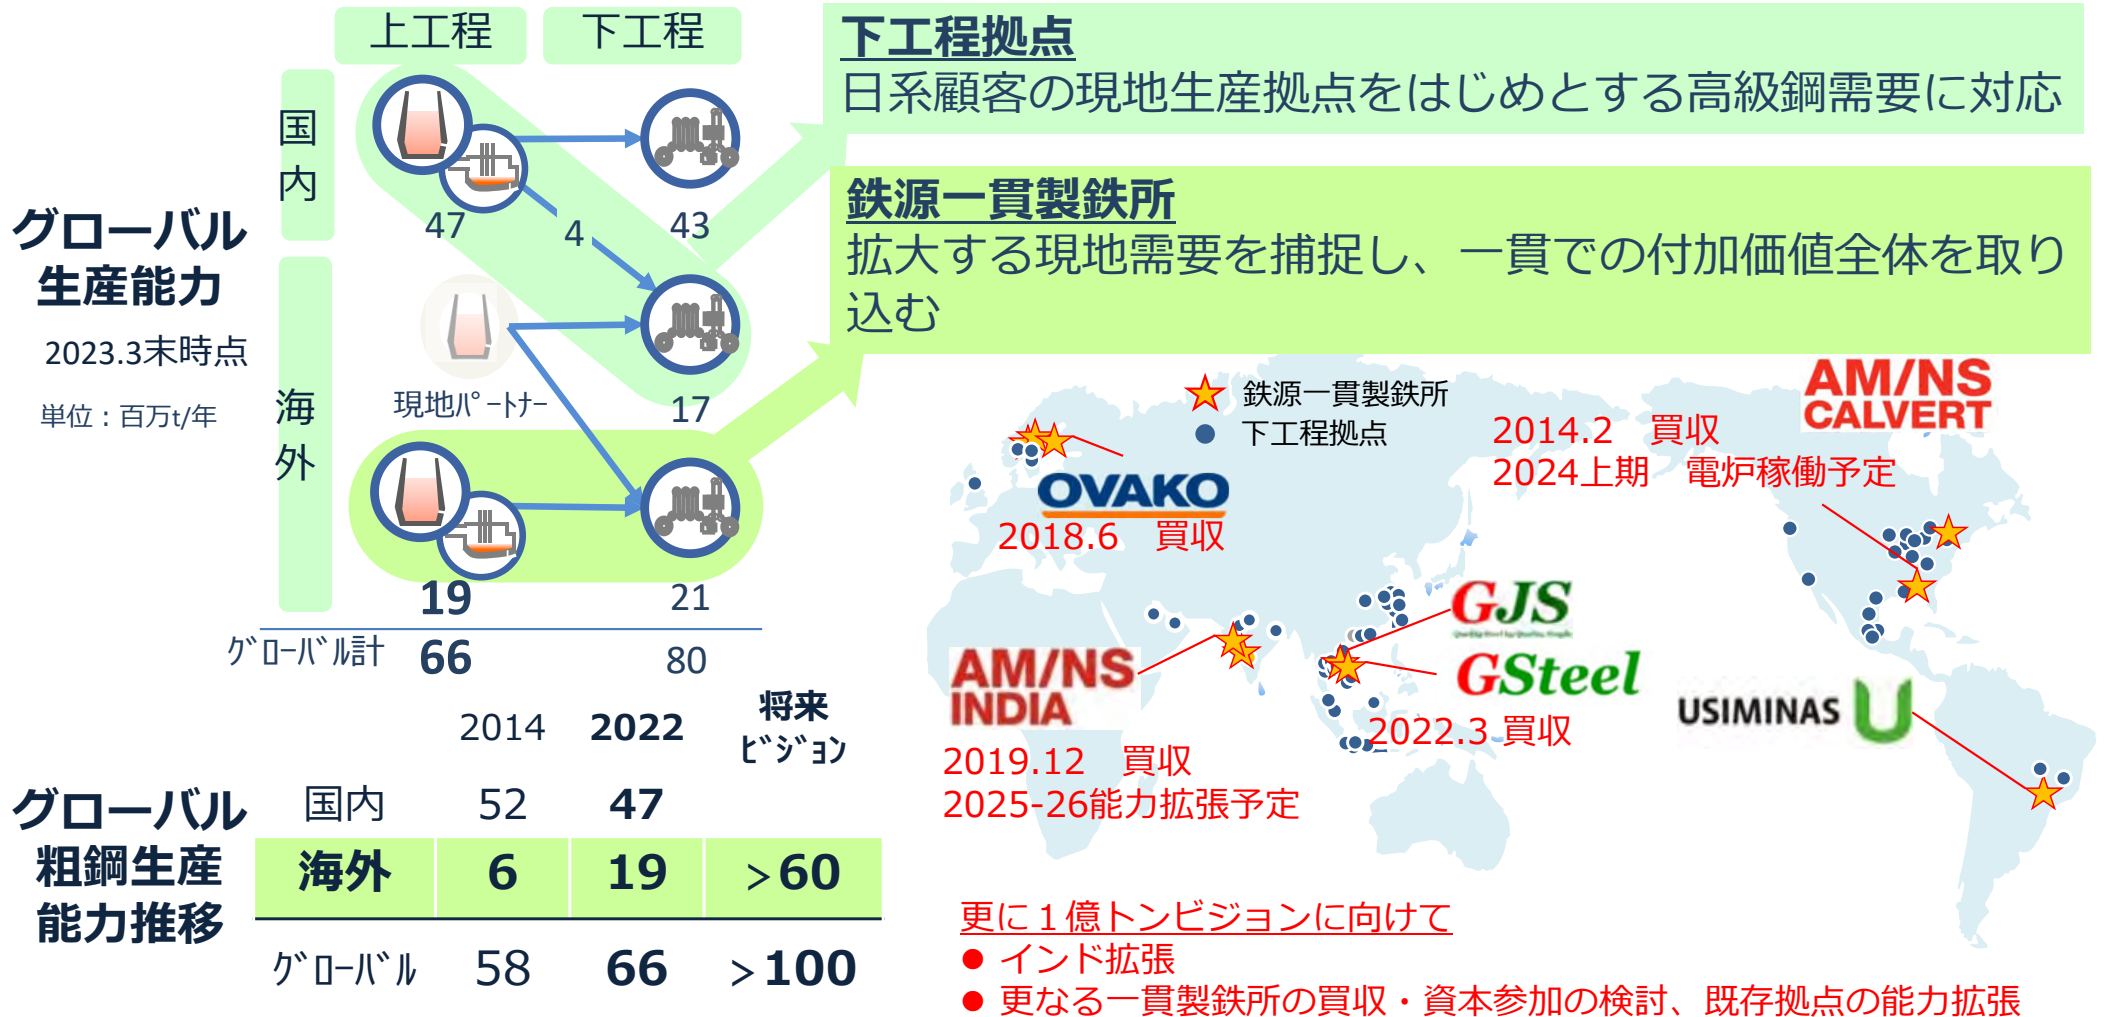 上工程
下工程
国内
海外
グローバル
生産能力
2023.3末時点
単位：百万t/年
47
4
43
現地ﾊﾟｰﾄﾅｰ
17
19
21
ｸﾞﾛｰﾊﾞﾙ計
66
80
下工程拠点
日系顧客の現地生産拠点をはじめとする高級鋼需要に対応
鉄源一貫製鉄所
拡大する現地需要を捕捉し、一貫での付加価値全体を取り
込む
鉄源一貫製鉄所
下工程拠点
OVAKO
2018.6　買収
2014.2　買収
2024上期　電炉稼働予定
AM/NS
CALVERT
AM/NS
INDIA
2019.12　買収
2025-26能力拡張予定
GJS
GSteel
2022.3 買収
USIMINAS
グローバル
粗鋼生産
能力推移
2014
2022
将来
ﾋﾞｼﾞｮﾝ
国内
52
47
海外
6
19
>60
ｸﾞﾛｰﾊﾞﾙ
58
66
>100
更に１億トンビジョンに向けて
● インド拡張
● 更なる一貫製鉄所の買収・資本参加の検討、既存拠点の能力拡張